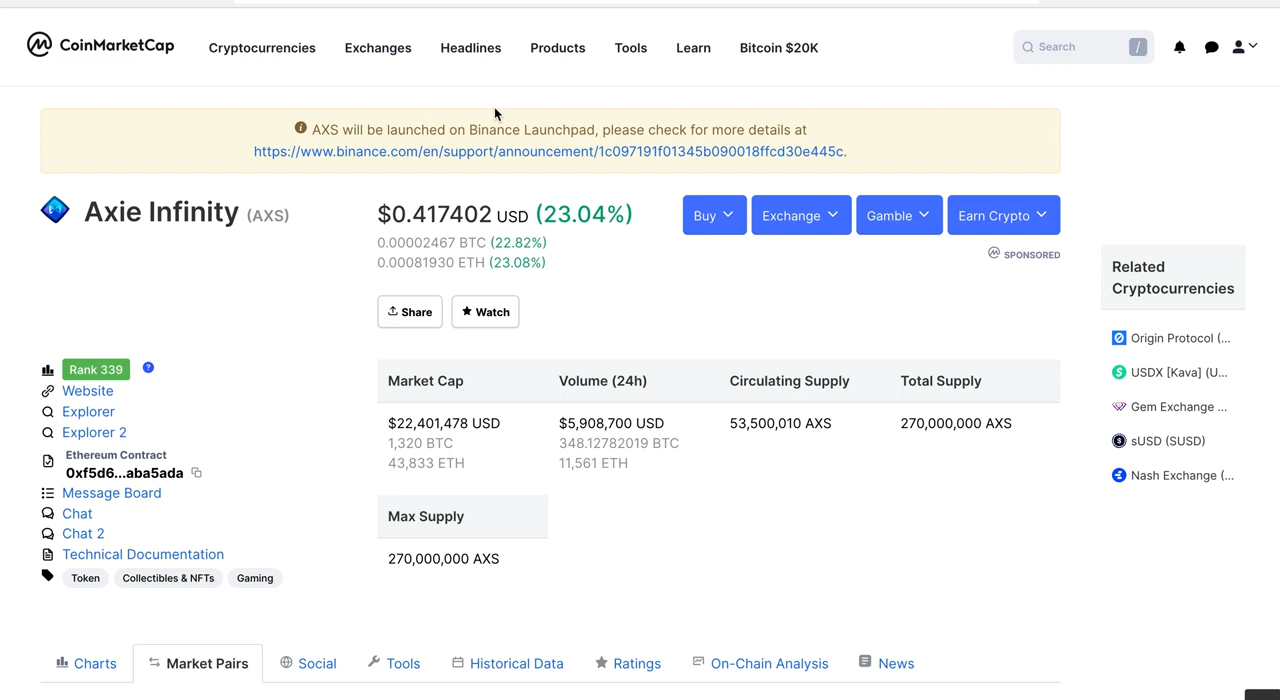 CoinMarketCap Cryptocurrencies Exchanges Headlines Products Tools Learn Bitcoin $20K Search /
AXS will be launched on Binance Launchpad, please check for more details at
https://www.binance.com/en/support/announcement/1c097191f01345b090018ffcd30e445c.
Axie Infinity (AXS)
$0.417402 USD (23.04%)
0.00002467 BTC (22.82%)
0.00081930 ETH (23.08%)
Buy Exchange Gamble Earn Crypto
SPONSORED
Share Watch
Related
Cryptocurrencies
Origin Protocol (...
USDX [Kava] (U...
Gem Exchange ...
sUSD (SUSD)
Nash Exchange (...
Rank 339 ?
Website
Explorer
Explorer 2
Ethereum Contract
0xf5d6...aba5ada
Message Board
Chat
Chat 2
Technical Documentation
Token Collectibles & NFTs Gaming
Market Cap Volume (24h) Circulating Supply Total Supply
$22,401,478 USD $5,908,700 USD 53,500,010 AXS 270,000,000 AXS
1,320 BTC 348.12782019 BTC
43,833 ETH 11,561 ETH
Max Supply
270,000,000 AXS
Charts Market Pairs Social Tools Historical Data Ratings On-Chain Analysis News